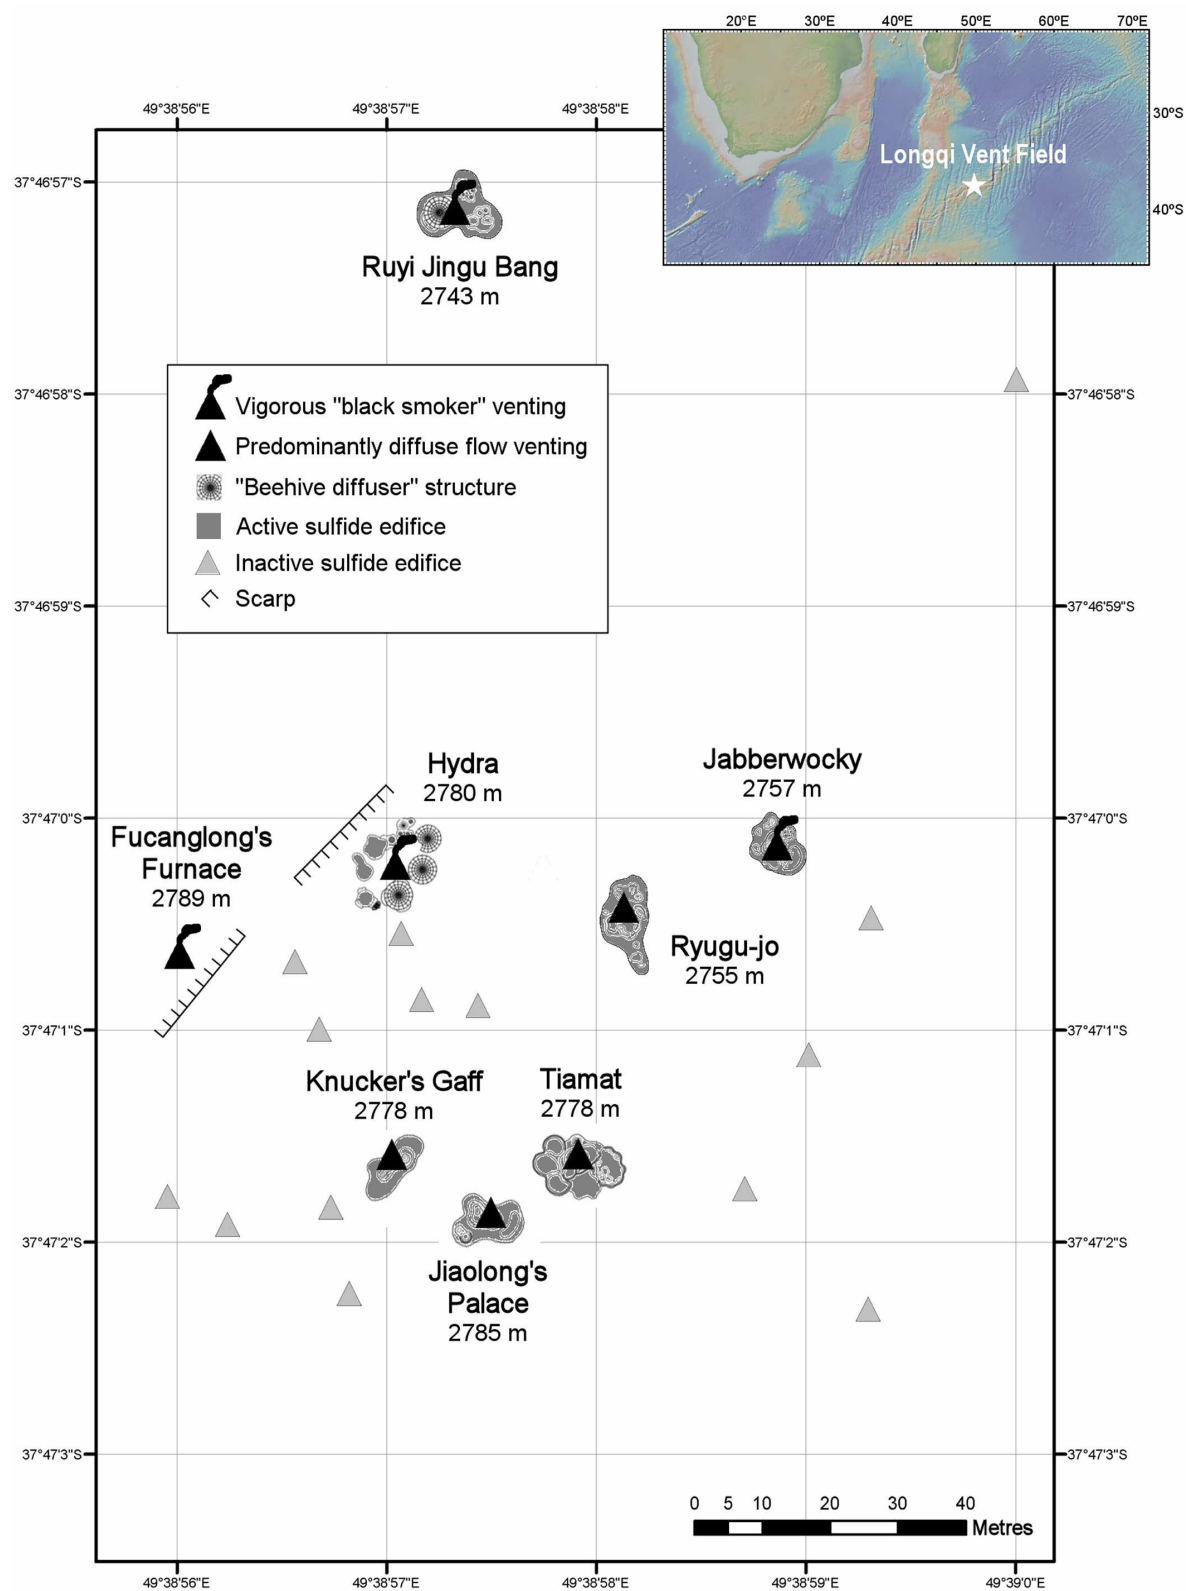 20°E 30°E 40°E 50°E 60°E 70°E
30°S
Longqi Vent Field
40°S
49°38'56"E 49°38'57"E 49°38'58"E
37°46'57"S
Ruyi Jingu Bang
2743 m
37°46'58"S 37°46'58"S
Vigorous "black smoker" venting
Predominantly diffuse flow venting
"Beehive diffuser" structure
Active sulfide edifice
Inactive sulfide edifice
Scarp
37°46'59"S 37°46'59"S
Hydra
2780 m
Jabberwocky
2757 m
37°47'0"S 37°47'0"S
Fucanglong's
Furnace
2789 m
Ryugu-jo
2755 m
37°47'1"S 37°47'1"S
Knucker's Gaff
2778 m
Tiamat
2778 m
37°47'2"S 37°47'2"S
Jiaolong's
Palace
2785 m
37°47'3"S 37°47'3"S
0 5 10 20 30 40
Metres
49°38'56"E 49°38'57"E 49°38'58"E 49°38'59"E 49°39'0"E